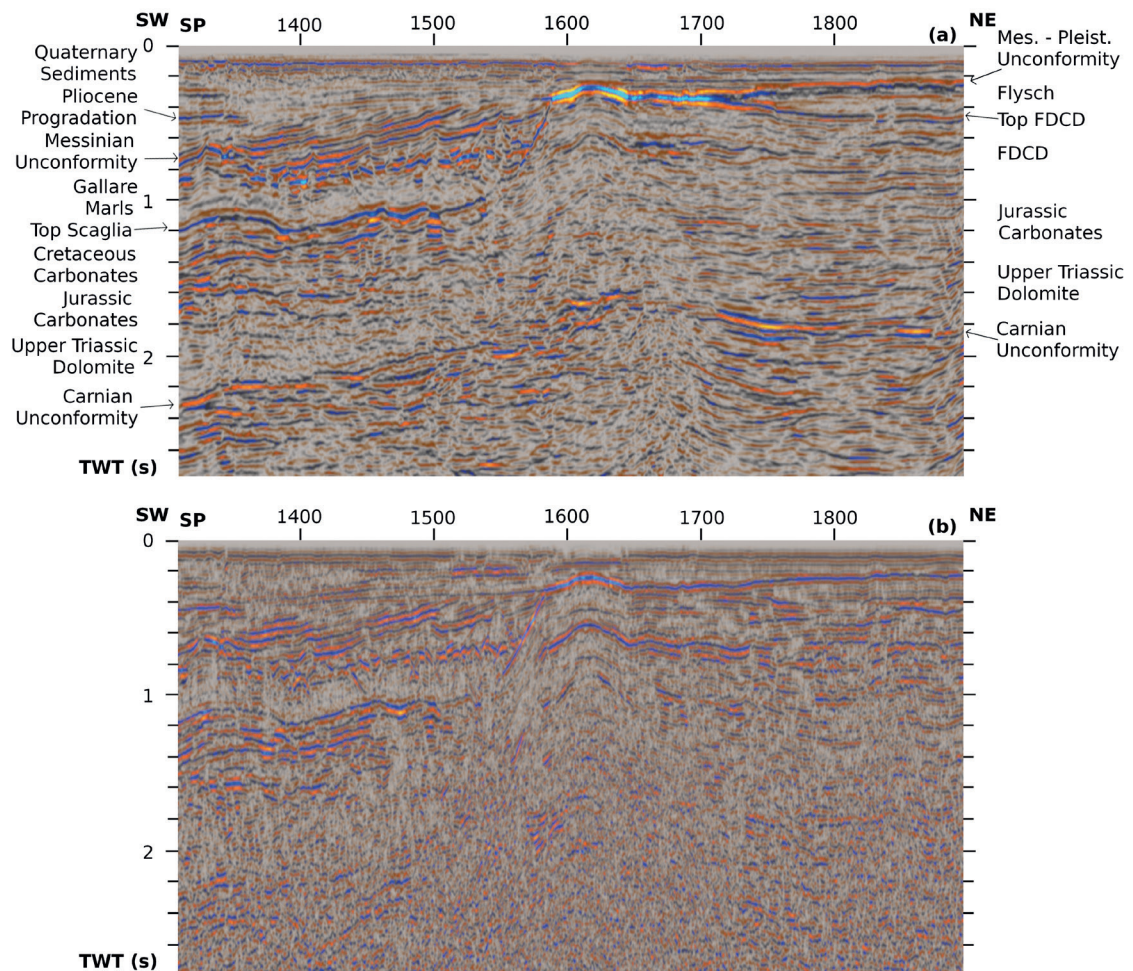 SW SP 1400 1500 1600 1700 1800 NE
(a)
0
1
2
TWT (s)
Quaternary
Sediments
Pliocene
Progradation
Messinian
Unconformity
Gallare
Marls
Top Scaglia
Cretaceous
Carbonates
Jurassic
Carbonates
Upper Triassic
Dolomite
Carnian
Unconformity
Mes. - Pleist.
Unconformity
Flysch
Top FDCD
FDCD
Jurassic
Carbonates
Upper Triassic
Dolomite
Carnian
Unconformity
SW SP 1400 1500 1600 1700 1800 NE
(b)
0
1
2
TWT (s)